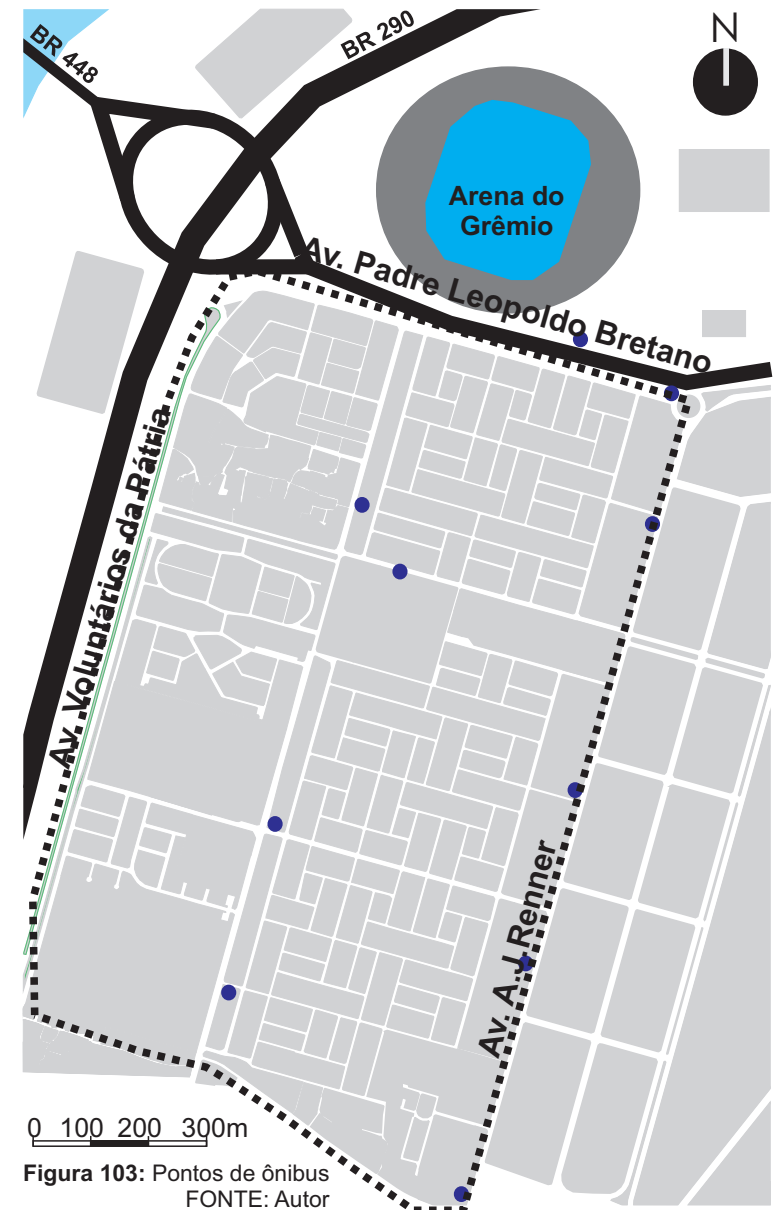 BR 448
BR 290
N
Arena do
Grêmio
Av. Padre Leopoldo Bretano
Av. Voluntários da Pátria
Av. A.J.Renner
0 100 200 300m
Figura 103: Pontos de ônibus
FONTE: Autor